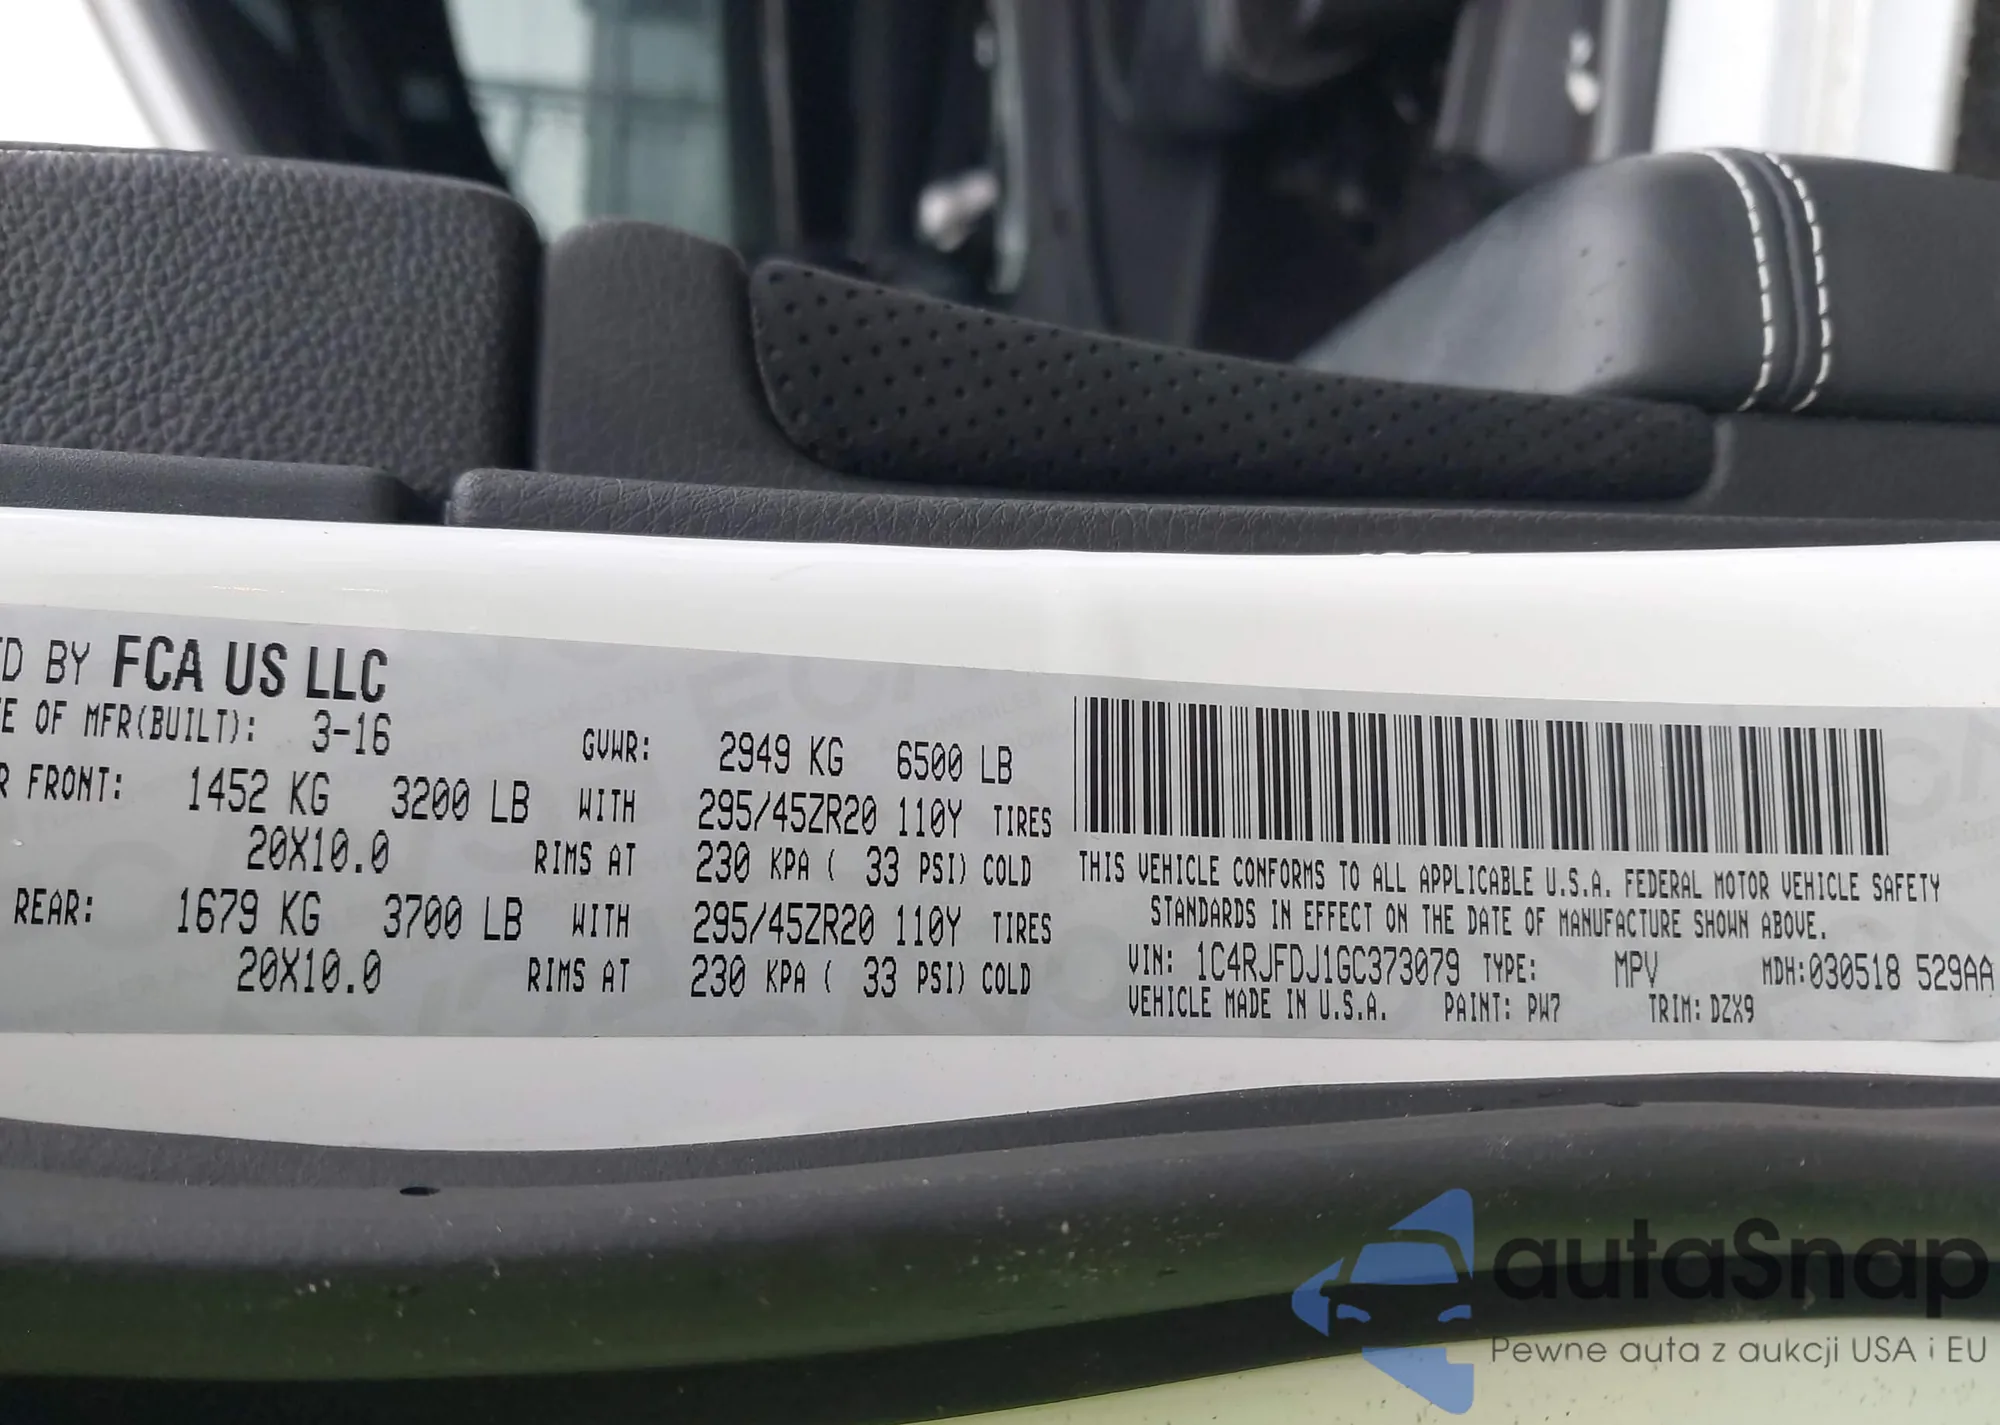 TD BY FCA US LLC
E OF MFR(BUILT): 3-16 GVWR: 2949 KG 6500 LB
R FRONT: 1452 KG 3200 LB WITH 295/45ZR20 110Y TIRES
20X10.0 RIMS AT 230 KPA ( 33 PSI) COLD
REAR: 1679 KG 3700 LB WITH 295/45ZR20 110Y TIRES
20X10.0 RIMS AT 230 KPA ( 33 PSI) COLD
THIS VEHICLE CONFORMS TO ALL APPLICABLE U.S.A. FEDERAL MOTOR VEHICLE SAFETY
STANDARDS IN EFFECT ON THE DATE OF MANUFACTURE SHOWN ABOVE.
VIN: 1C4RJFDJ1GC373079 TYPE: MPV MDH:030518 529AA
VEHICLE MADE IN U.S.A. PAINT: PW7 TRIM: DZX9
autaSnap
Pewne auta z aukcji USA i EU